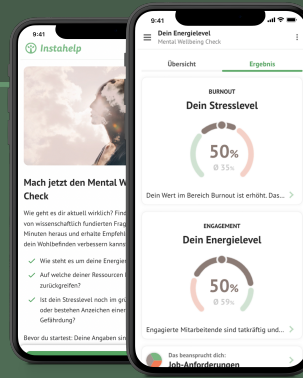 9:41
Instahelp
Mach jetzt den Mental W
Check
Wie geht es dir aktuell wirklich? Find
von wissenschaftlich fundierten Frag
Minuten heraus und erhalte Empfehl
dein Wohlbefinden verbessern kanns
Wie steht es um deine Energie
Auf welche deiner Ressourcen
zurückgreifen?
Ist dein Stresslevel noch im grü
oder bestehen Anzeichen einer
Gefährdung?
Bevor du startest: Deine Angaben sin
9:41
Dein Energielevel
Mental Wellbeing Check
Übersicht
Ergebnis
BURNOUT
Dein Stresslevel
50%
Ø 35%
Dein Wert im Bereich Burnout ist erhöht. Das...
ENGAGEMENT
Dein Energielevel
50%
Ø 59%
Engagierte Mitarbeitende sind tatkräftig und...
Das beansprucht dich:
Job-Anforderungen